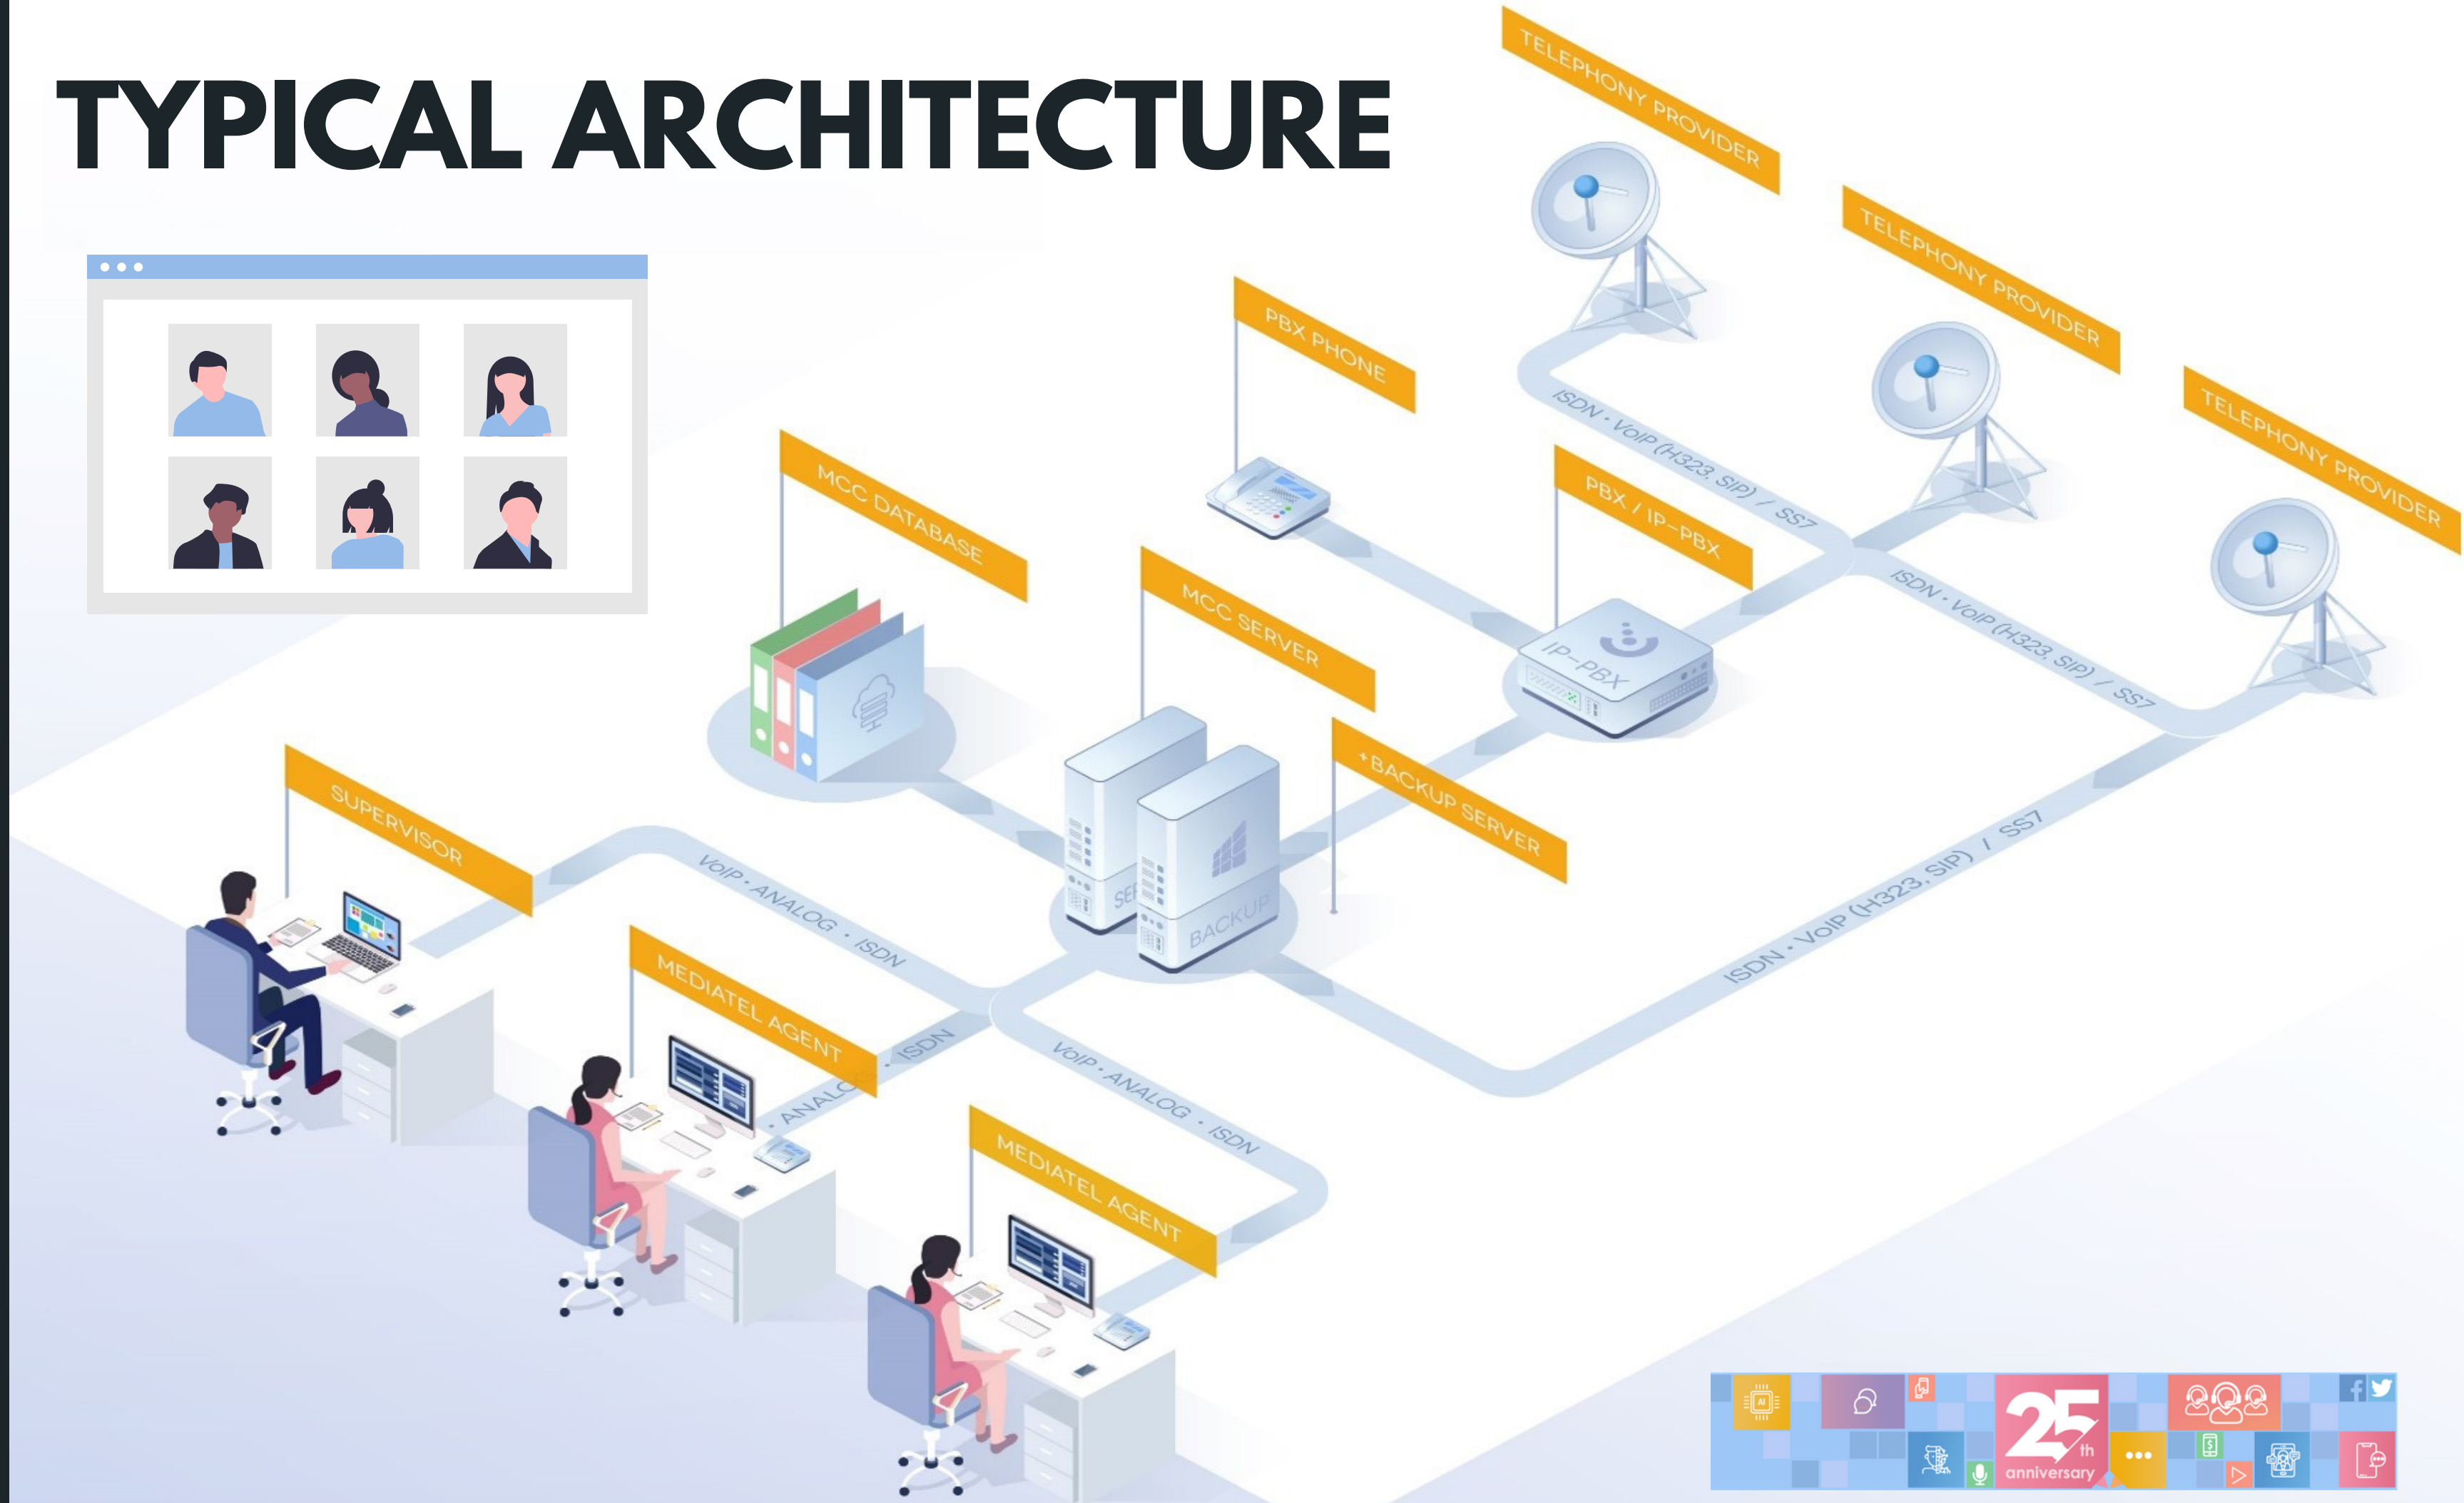 TYPICAL ARCHITECTURE
TELEPHONY PROVIDER
TELEPHONY PROVIDER
TELEPHONY PROVIDER
PBX PHONE
ISDN • VoIP (H323, SIP) / SS7
PBX / IP-PBX
ISDN • VoIP (H323, SIP) / SS7
MCC DATABASE
MCC SERVER
IP-PBX
+BACKUP SERVER
SUPERVISOR
VoIP • ANALOG • ISDN
BACKUP
ISDN • VoIP (H323, SIP) / SS7
MEDIATEL AGENT
• ISDN
VoIP • ANALOG • ISDN
MEDIATEL AGENT
AI
25
th
anniversary
$